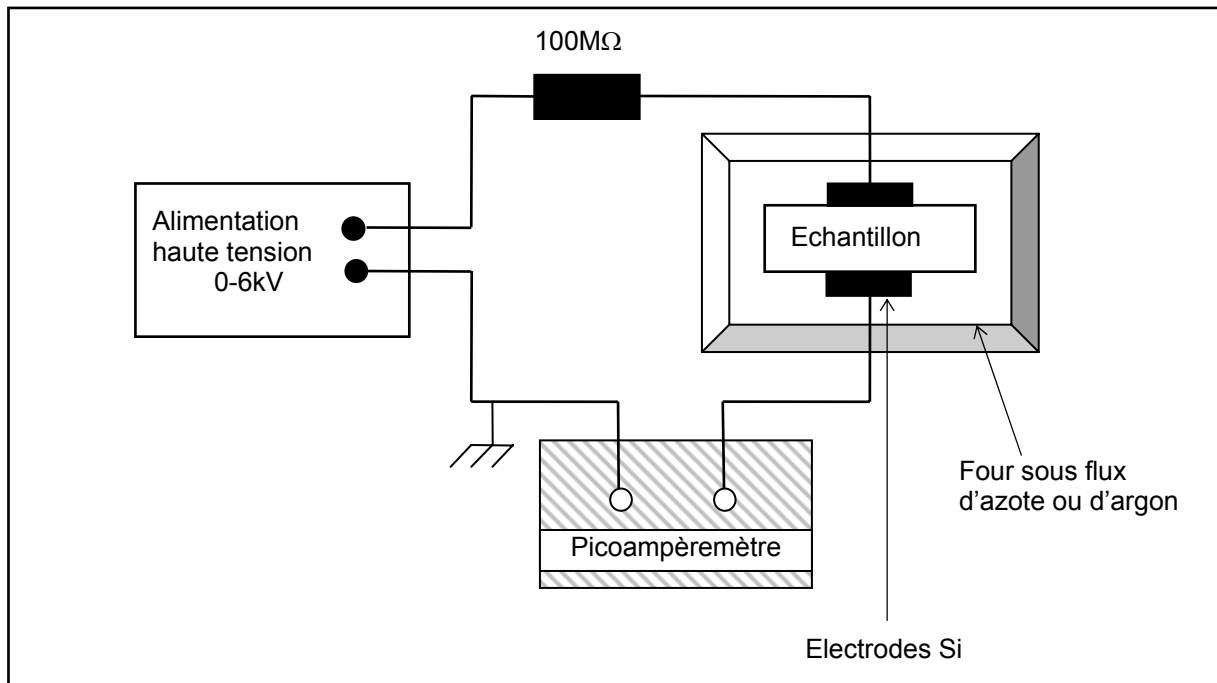 100MΩ
Alimentation
haute tension
0-6kV
Echantillon
Four sous flux
d’azote ou d’argon
Picoampèremètre
Electrodes Si